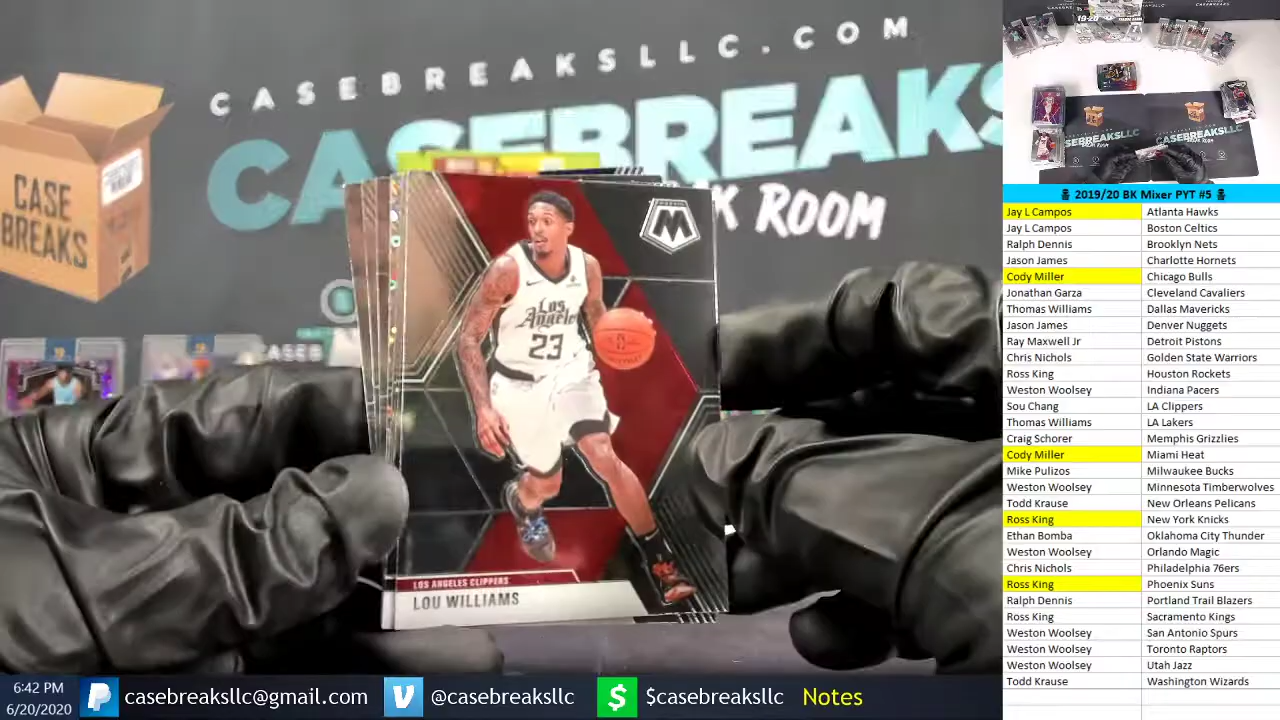 CASEBREAKSLLC.COM
CASEBREAKS
K ROOM
CASE
BREAKS
CASEB
M
Los
Angeles
23
LOS ANGELES CLIPPERS
LOU WILLIAMS
19-20
CASEBREAKSLLC
2019/20 BK Mixer PYT #5
Jay L Campos Atlanta Hawks
Jay L Campos Boston Celtics
Ralph Dennis Brooklyn Nets
Jason James Charlotte Hornets
Cody Miller Chicago Bulls
Jonathan Garza Cleveland Cavaliers
Thomas Williams Dallas Mavericks
Jason James Denver Nuggets
Ray Maxwell Jr Detroit Pistons
Chris Nichols Golden State Warriors
Ross King Houston Rockets
Weston Woolsey Indiana Pacers
Sou Chang LA Clippers
Thomas Williams LA Lakers
Craig Schorer Memphis Grizzlies
Cody Miller Miami Heat
Mike Pulizos Milwaukee Bucks
Weston Woolsey Minnesota Timberwolves
Todd Krause New Orleans Pelicans
Ross King New York Knicks
Ethan Bomba Oklahoma City Thunder
Weston Woolsey Orlando Magic
Chris Nichols Philadelphia 76ers
Ross King Phoenix Suns
Ralph Dennis Portland Trail Blazers
Ross King Sacramento Kings
Weston Woolsey San Antonio Spurs
Weston Woolsey Toronto Raptors
Weston Woolsey Utah Jazz
Todd Krause Washington Wizards
6:42 PM
6/20/2020
casebreaksllc@gmail.com
@casebreaksllc
$
$casebreaksllc
Notes